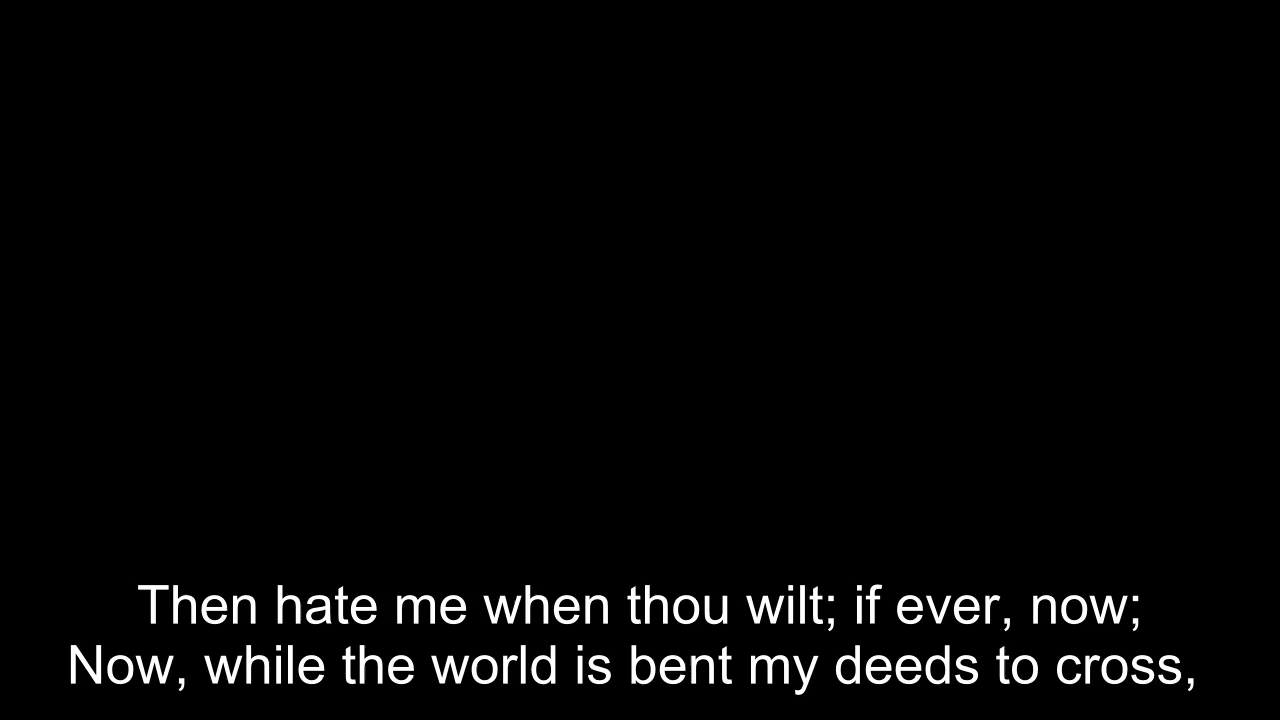 Then hate me when thou wilt; if ever, now;
Now, while the world is bent my deeds to cross,